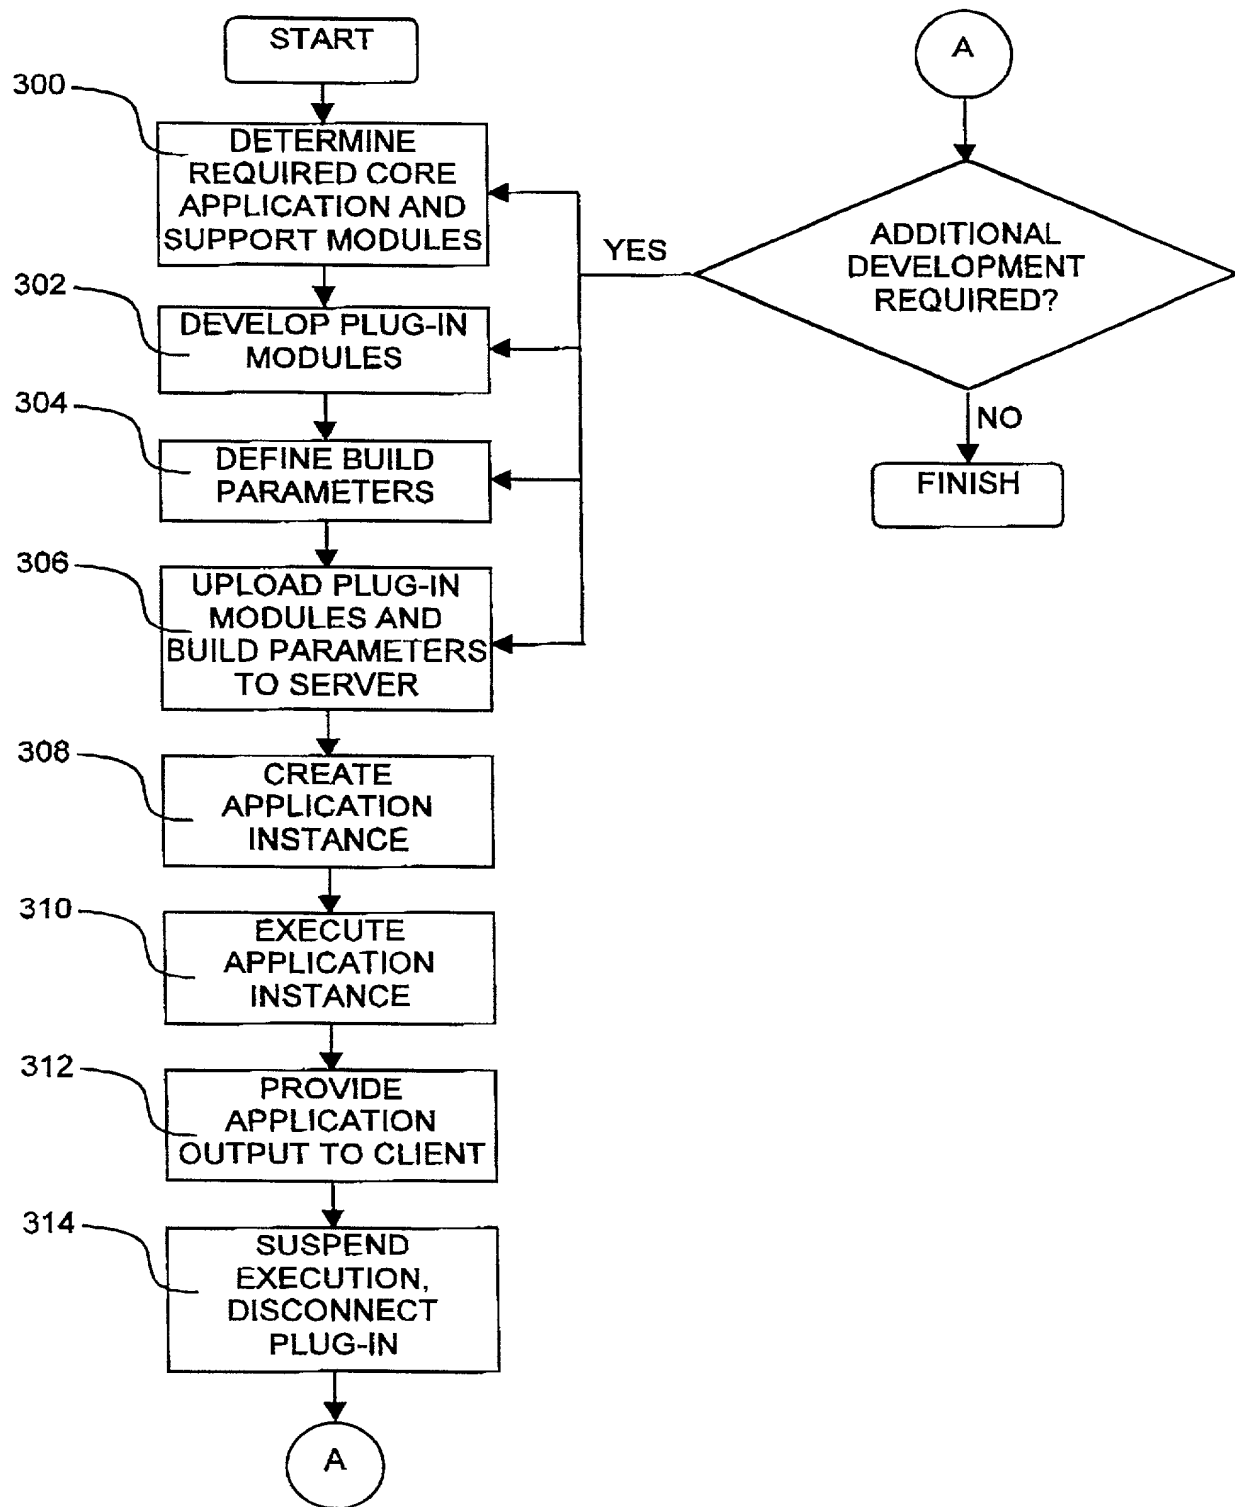 START
300
DETERMINE
REQUIRED CORE
APPLICATION AND
SUPPORT MODULES
302
DEVELOP PLUG-IN
MODULES
304
DEFINE BUILD
PARAMETERS
306
UPLOAD PLUG-IN
MODULES AND
BUILD PARAMETERS
TO SERVER
308
CREATE
APPLICATION
INSTANCE
310
EXECUTE
APPLICATION
INSTANCE
312
PROVIDE
APPLICATION
OUTPUT TO CLIENT
314
SUSPEND
EXECUTION,
DISCONNECT
PLUG-IN
A
A
ADDITIONAL
DEVELOPMENT
REQUIRED?
YES
NO
FINISH